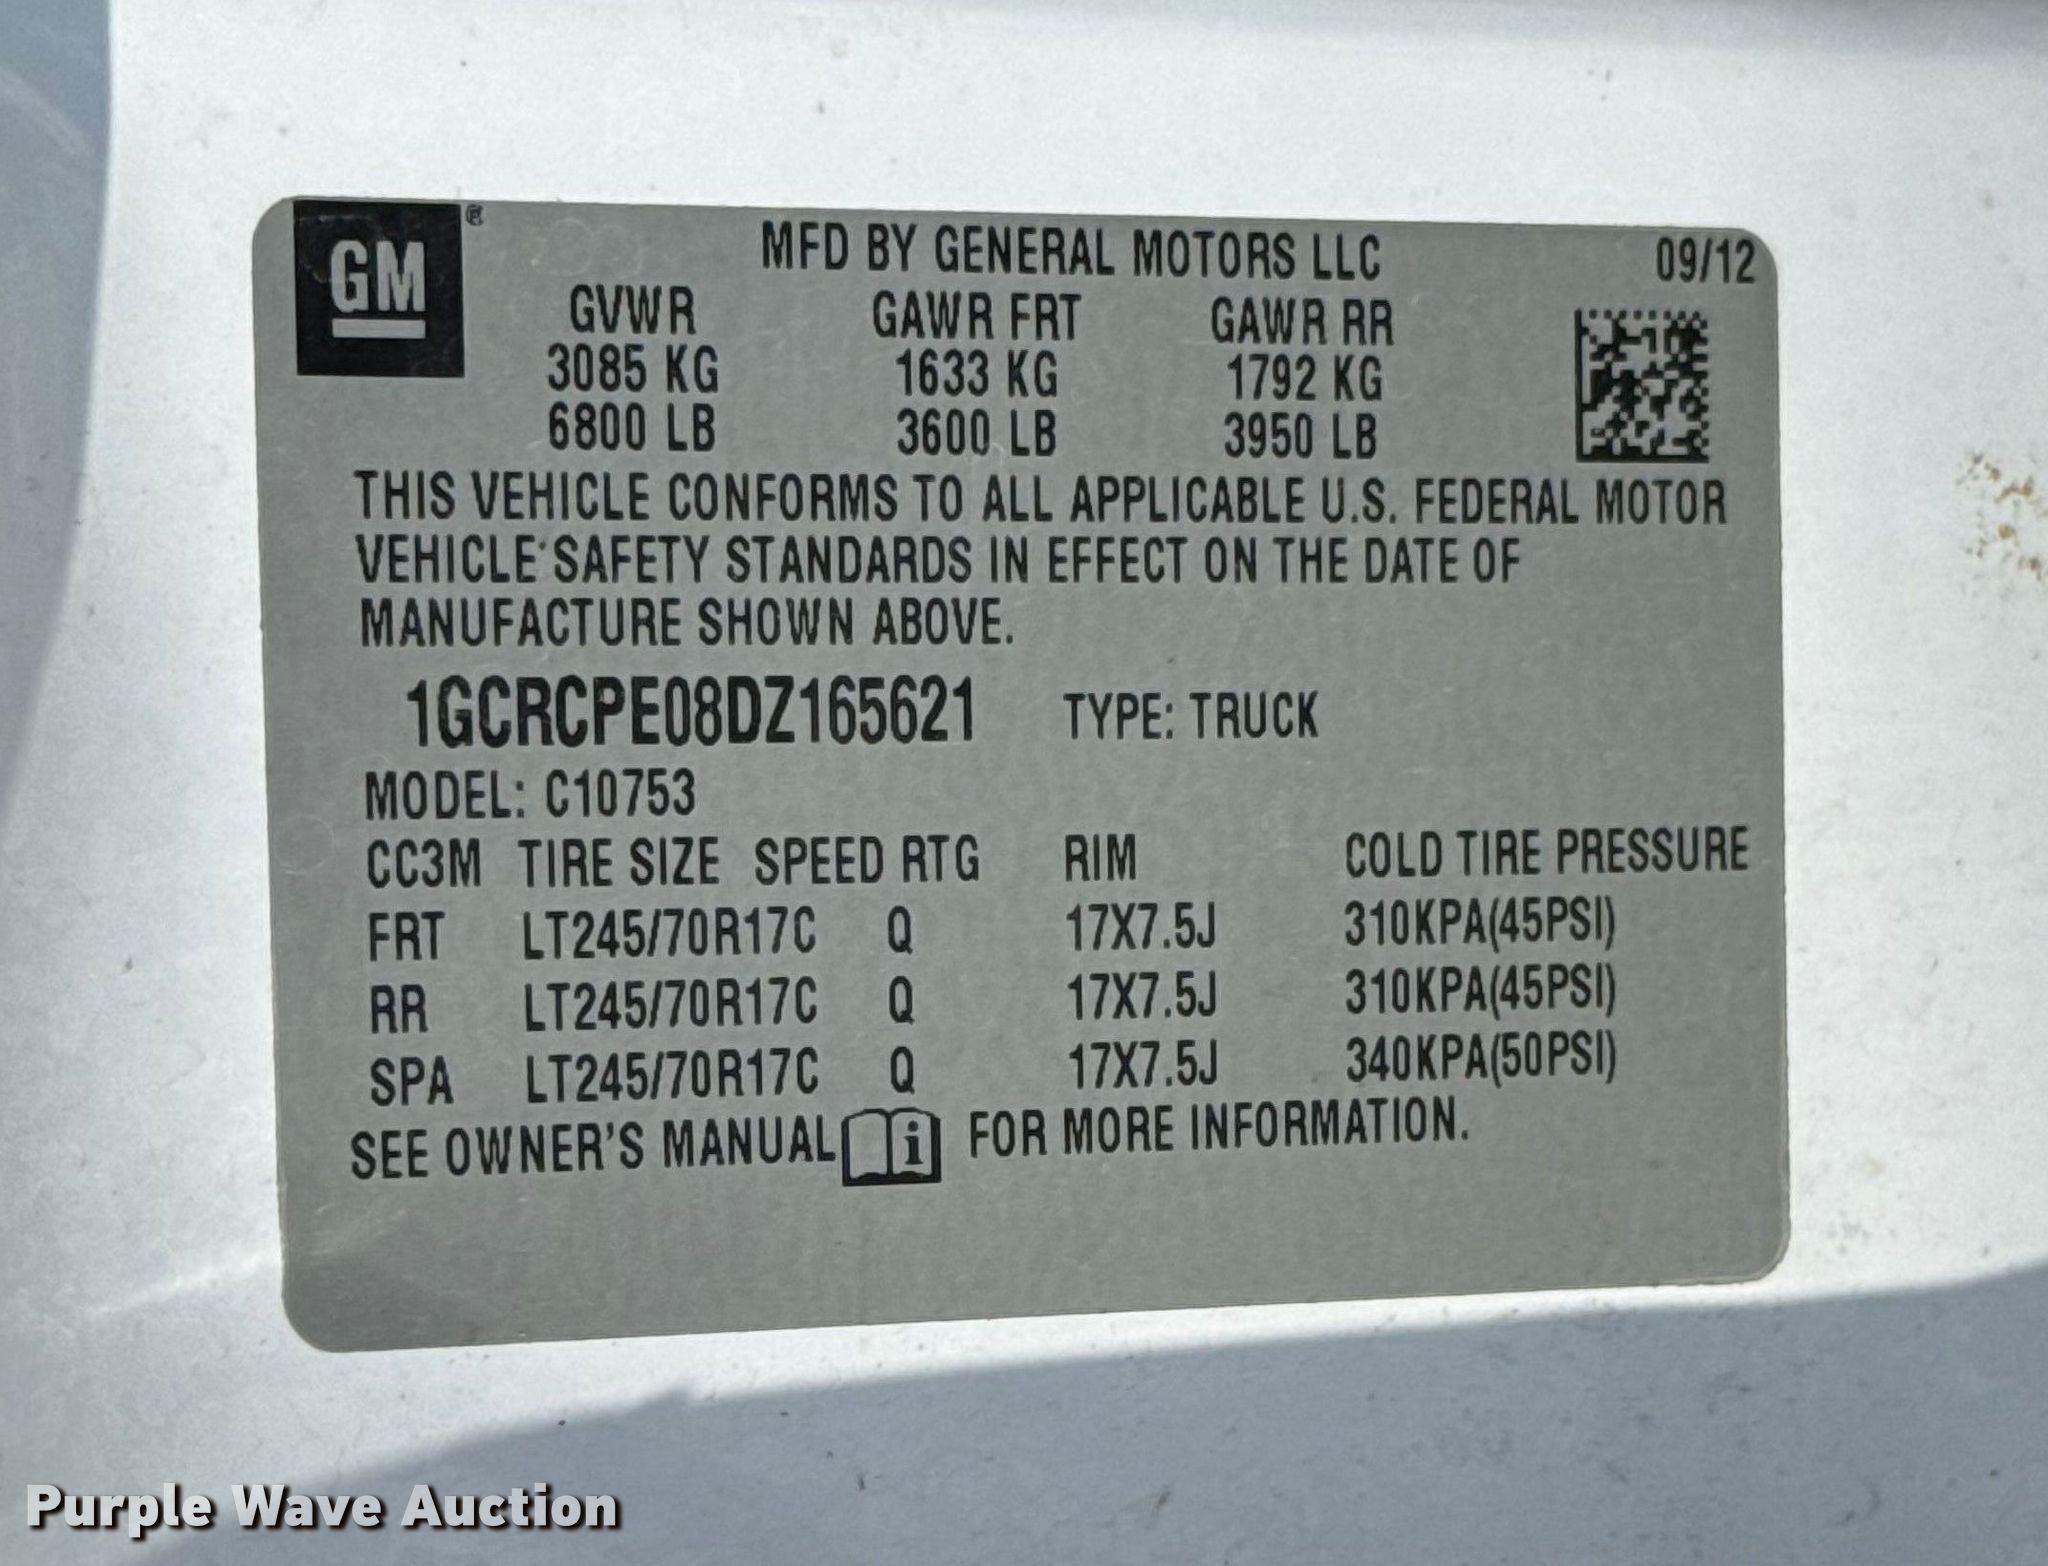 GM ®
MFD BY GENERAL MOTORS LLC 09/12
GVWR GAWR FRT GAWR RR
3085 KG 1633 KG 1792 KG
6800 LB 3600 LB 3950 LB
THIS VEHICLE CONFORMS TO ALL APPLICABLE U.S. FEDERAL MOTOR
VEHICLE SAFETY STANDARDS IN EFFECT ON THE DATE OF
MANUFACTURE SHOWN ABOVE.
1GCRCPE08DZ165621 TYPE: TRUCK
MODEL: C10753
CC3M TIRE SIZE SPEED RTG RIM COLD TIRE PRESSURE
FRT LT245/70R17C Q 17X7.5J 310KPA(45PSI)
RR LT245/70R17C Q 17X7.5J 310KPA(45PSI)
SPA LT245/70R17C Q 17X7.5J 340KPA(50PSI)
SEE OWNER'S MANUAL i FOR MORE INFORMATION.
Purple Wave Auction